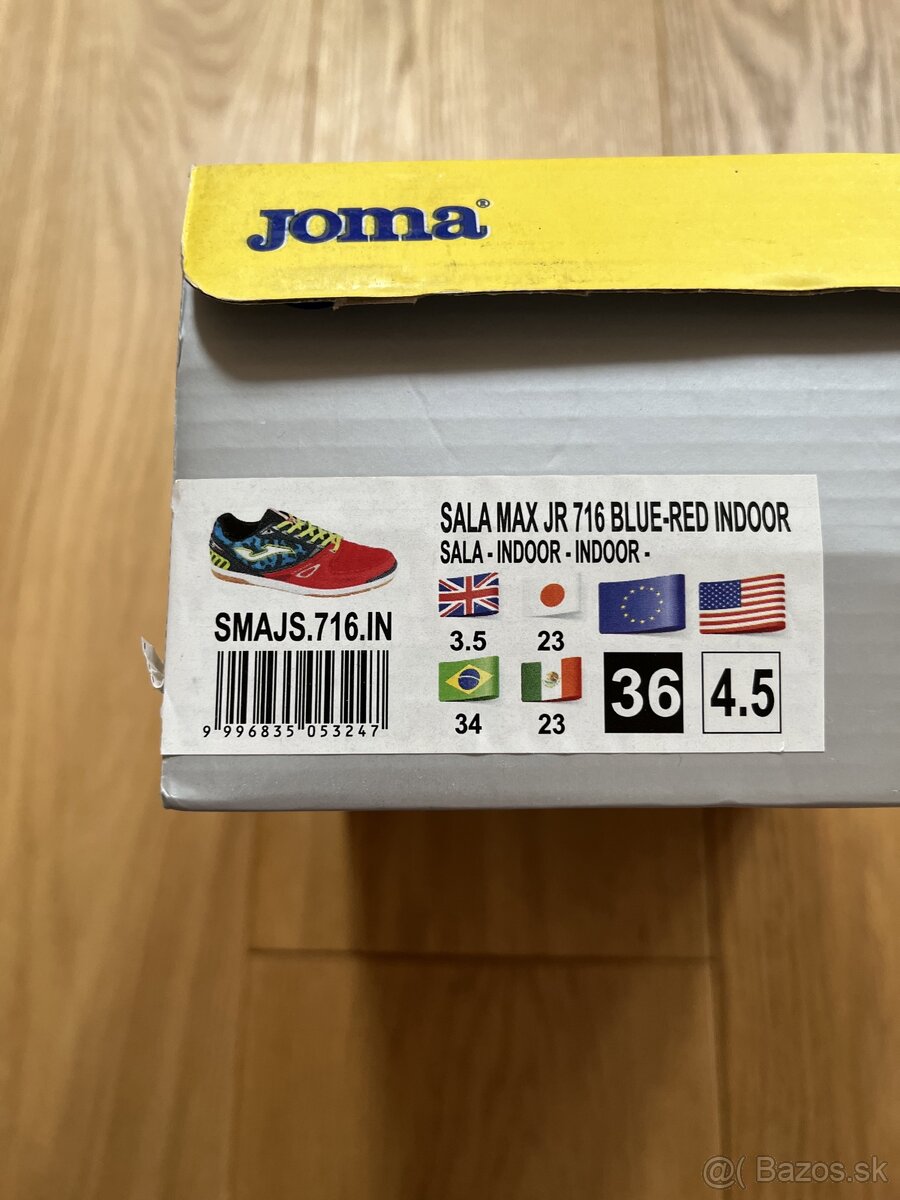 Joma®
SALA MAX JR 716 BLUE-RED INDOOR
SALA - INDOOR - INDOOR -
SMAJS.716.IN
3.5 23
34 23 36 4.5
9 996835 053247
@( Bazos.sk